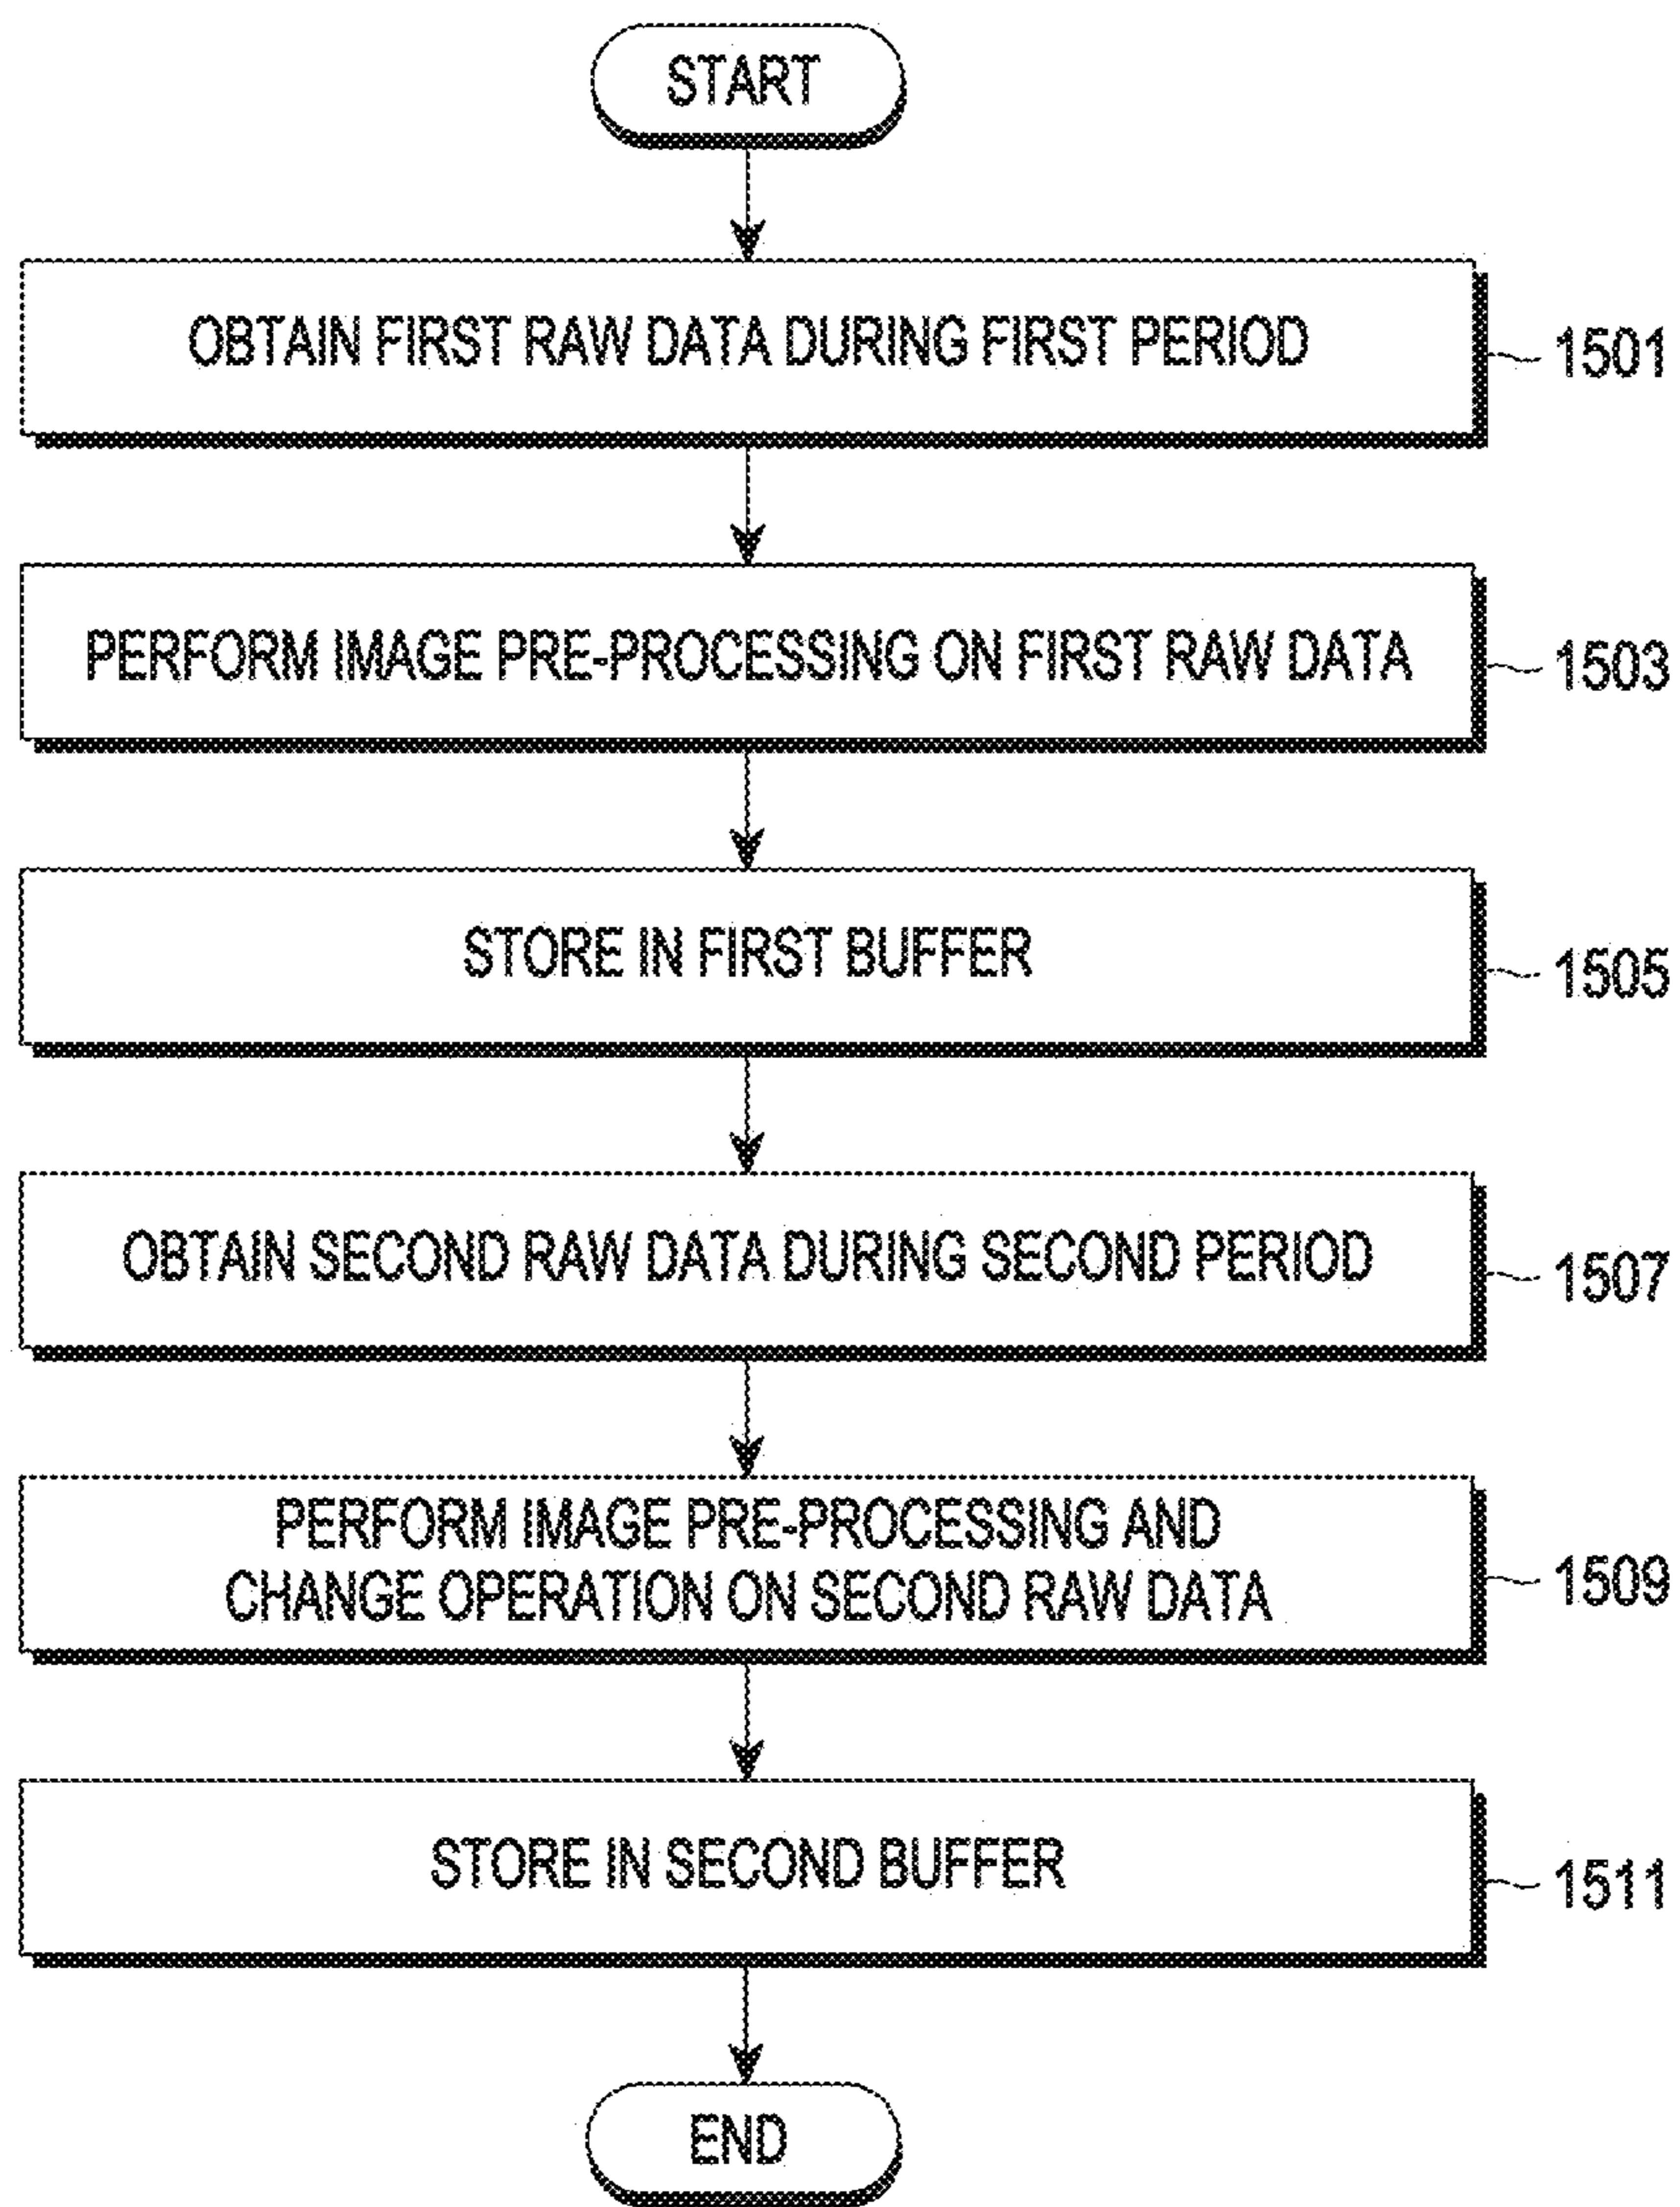 START
OBTAIN FIRST RAW DATA DURING FIRST PERIOD
1501
PERFORM IMAGE PRE-PROCESSING ON FIRST RAW DATA
1503
STORE IN FIRST BUFFER
1505
OBTAIN SECOND RAW DATA DURING SECOND PERIOD
1507
PERFORM IMAGE PRE-PROCESSING AND
CHANGE OPERATION ON SECOND RAW DATA
1509
STORE IN SECOND BUFFER
1511
END